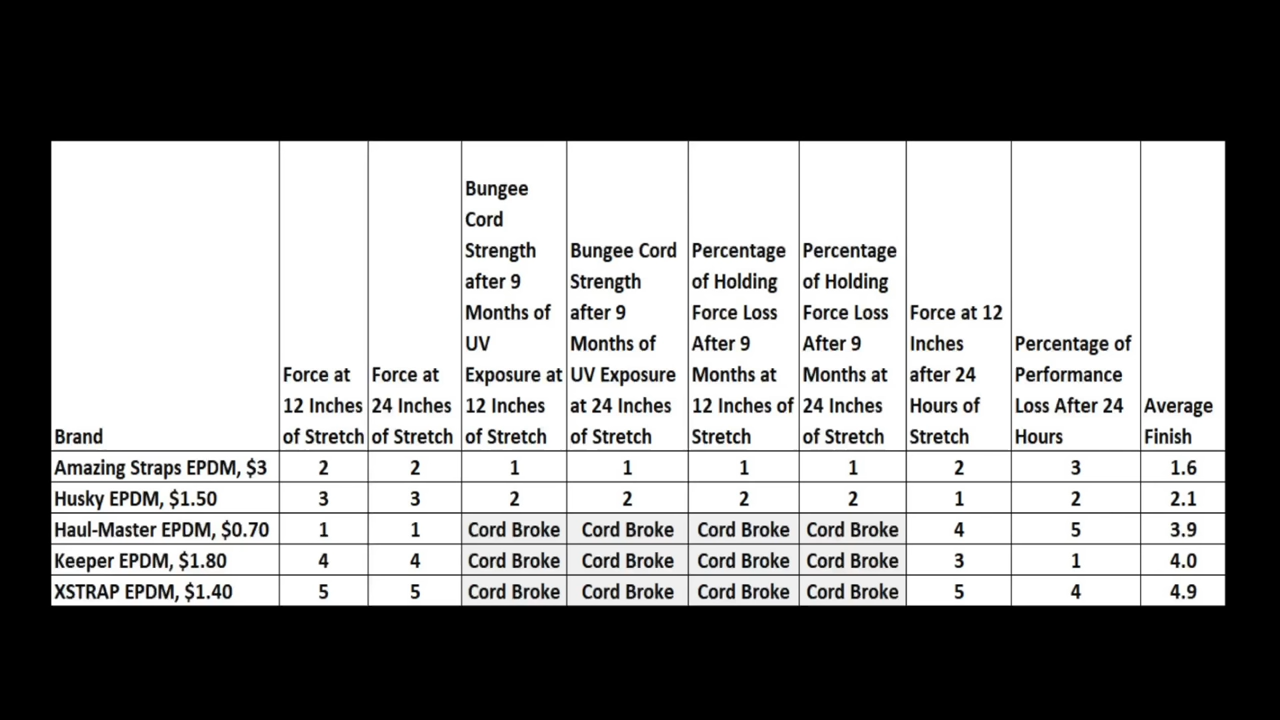 Brand | Force at 12 Inches of Stretch | Force at 24 Inches of Stretch | Bungee Cord Strength after 9 Months of UV Exposure at 12 Inches of Stretch | Bungee Cord Strength after 9 Months of UV Exposure at 24 Inches of Stretch | Percentage of Holding Force Loss After 9 Months at 12 Inches of Stretch | Percentage of Holding Force Loss After 9 Months at 24 Inches of Stretch | Force at 12 Inches after 24 Hours of Stretch | Percentage of Performance Loss After 24 Hours | Average Finish
Amazing Straps EPDM, $3 | 2 | 2 | 1 | 1 | 1 | 1 | 2 | 3 | 1.6
Husky EPDM, $1.50 | 3 | 3 | 2 | 2 | 2 | 2 | 1 | 2 | 2.1
Haul-Master EPDM, $0.70 | 1 | 1 | Cord Broke | Cord Broke | Cord Broke | Cord Broke | 4 | 5 | 3.9
Keeper EPDM, $1.80 | 4 | 4 | Cord Broke | Cord Broke | Cord Broke | Cord Broke | 3 | 1 | 4.0
XSTRAP EPDM, $1.40 | 5 | 5 | Cord Broke | Cord Broke | Cord Broke | Cord Broke | 5 | 4 | 4.9